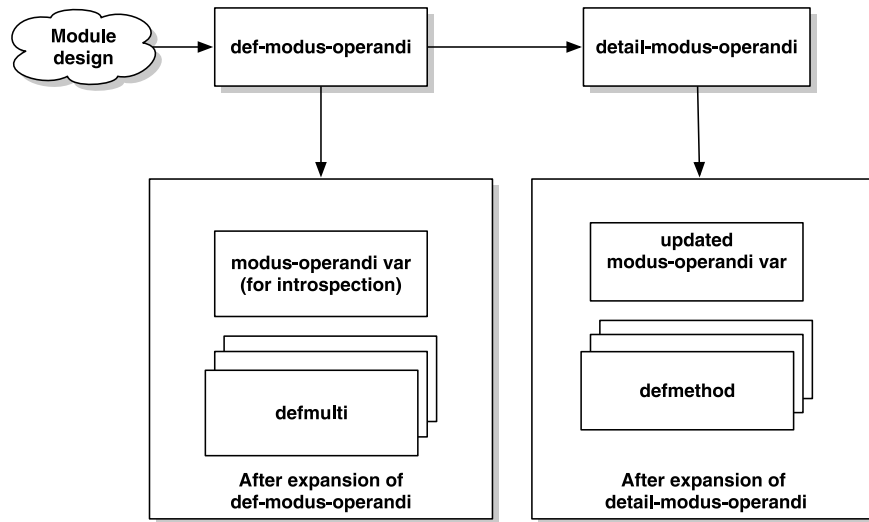 Module
design
def-modus-operandi
detail-modus-operandi
modus-operandi var
(for introspection)
defmulti
After expansion of
def-modus-operandi
updated
modus-operandi var
defmethod
After expansion of
detail-modus-operandi